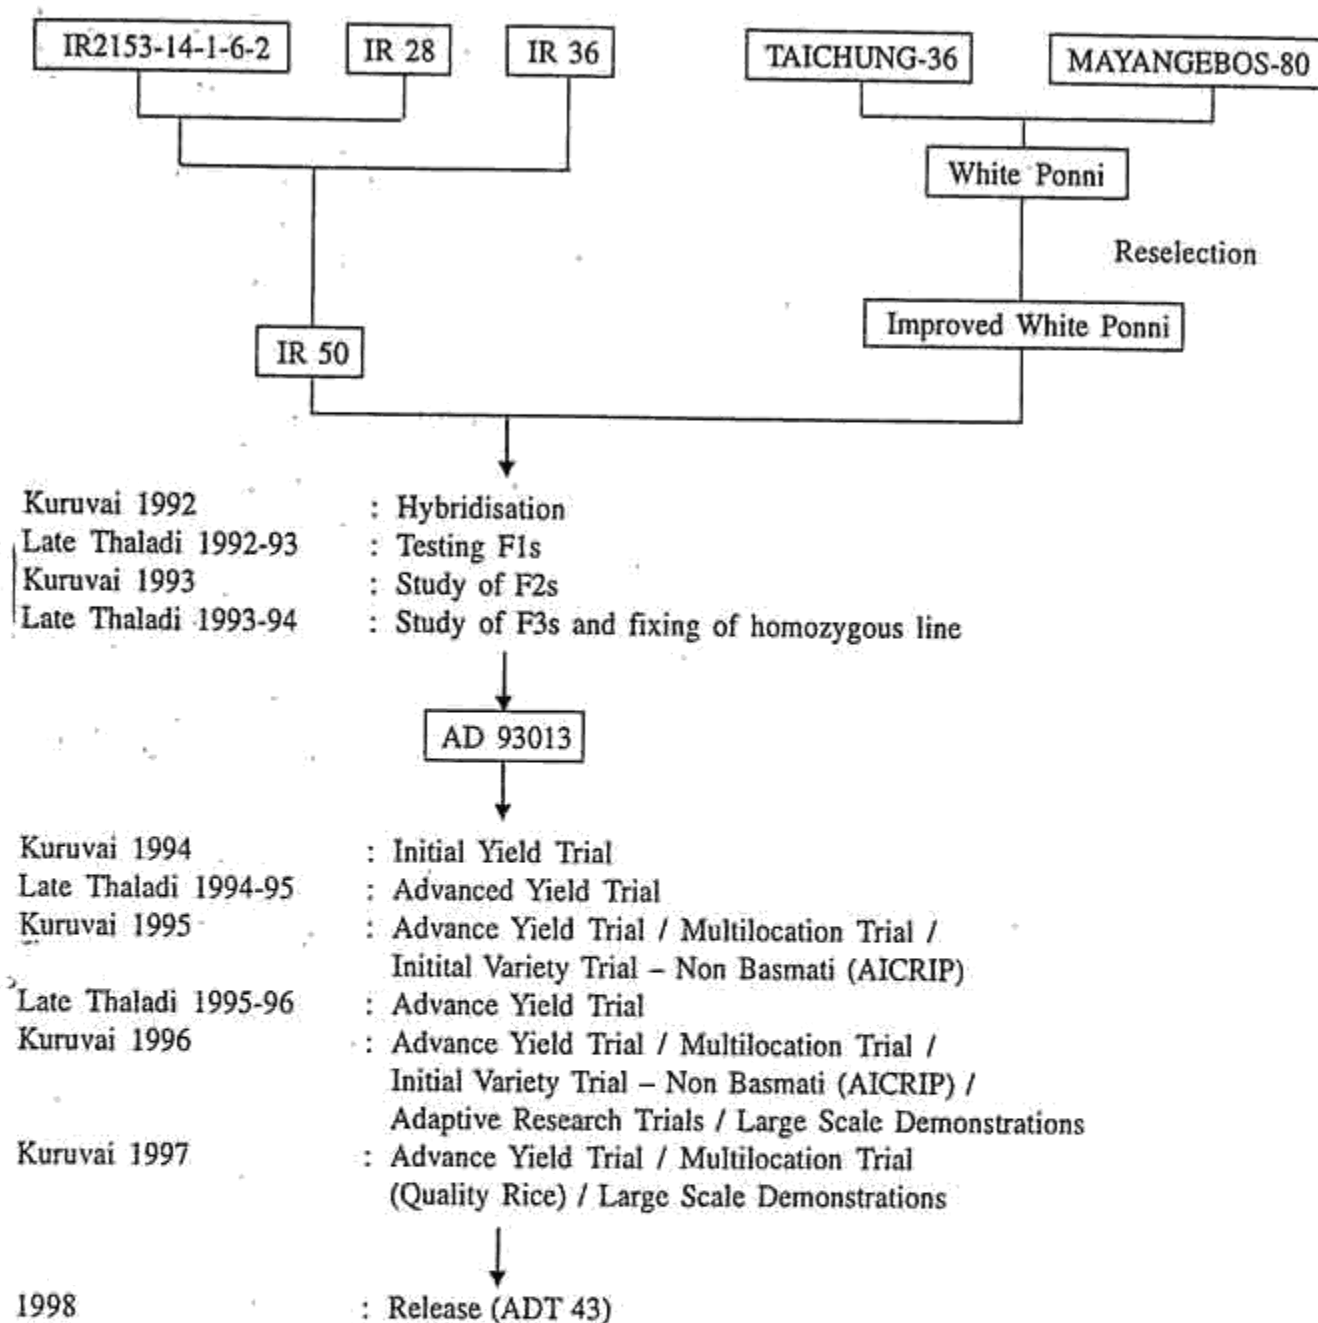 IR2153-14-1-6-2 IR 28 IR 36 TAICHUNG-36 MAYANGEBOS-80
White Ponni
Reselection
Improved White Ponni
IR 50
Kuruvai 1992 : Hybridisation
Late Thaladi 1992-93 : Testing F1s
Kuruvai 1993 : Study of F2s
Late Thaladi 1993-94 : Study of F3s and fixing of homozygous line
AD 93013
Kuruvai 1994 : Initial Yield Trial
Late Thaladi 1994-95 : Advanced Yield Trial
Kuruvai 1995 : Advance Yield Trial / Multilocation Trial /
Initital Variety Trial – Non Basmati (AICRIP)
Late Thaladi 1995-96 : Advance Yield Trial
Kuruvai 1996 : Advance Yield Trial / Multilocation Trial /
Initial Variety Trial – Non Basmati (AICRIP) /
Adaptive Research Trials / Large Scale Demonstrations
Kuruvai 1997 : Advance Yield Trial / Multilocation Trial
(Quality Rice) / Large Scale Demonstrations
1998 : Release (ADT 43)